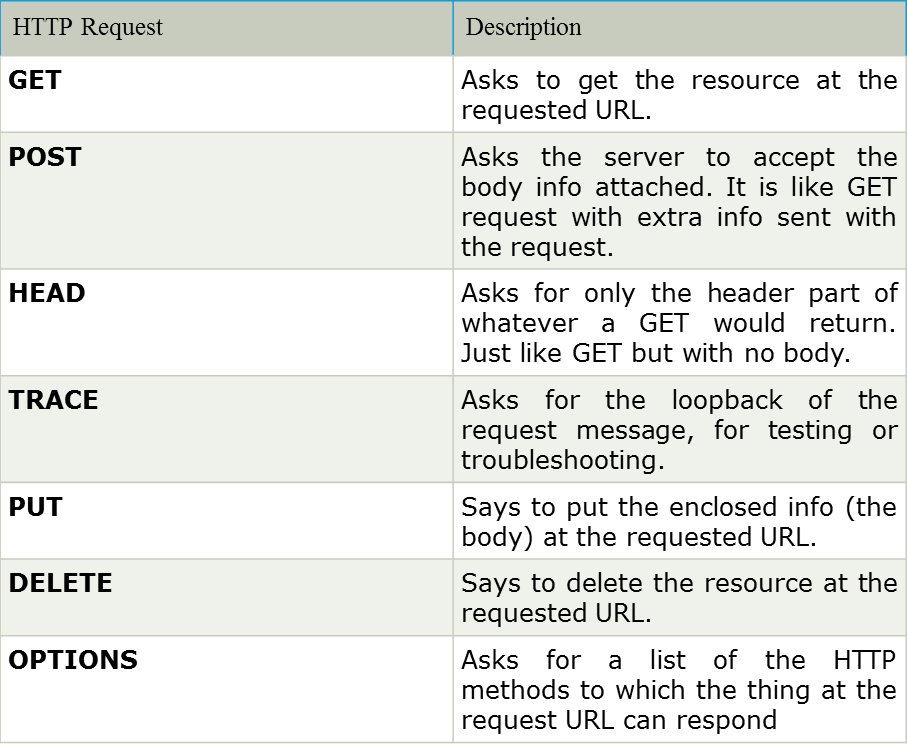 HTTP Request
Description
GET
Asks to get the resource at the
requested URL.
POST
Asks the server to accept the
body info attached. It is like GET
request with extra info sent with
the request.
HEAD
Asks for only the header part of
whatever a GET would return.
Just like GET but with no body.
TRACE
Asks for the loopback of the
request message, for testing or
troubleshooting.
PUT
Says to put the enclosed info (the
body) at the requested URL.
DELETE
Says to delete the resource at the
requested URL.
OPTIONS
Asks for a list of the HTTP
methods to which the thing at the
request URL can respond